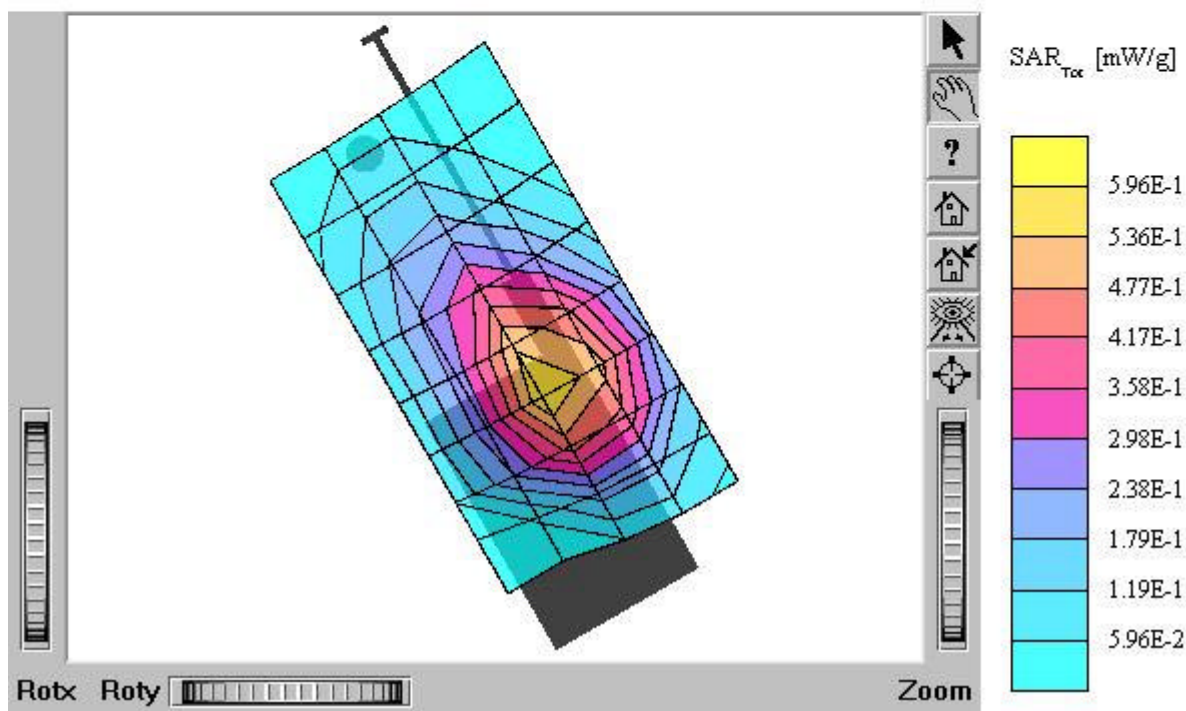 SAR_Tot [mW/g]
?
5.96E-1
5.36E-1
4.77E-1
4.17E-1
3.58E-1
2.98E-1
2.38E-1
1.79E-1
1.19E-1
5.96E-2
Rotx Roty Zoom